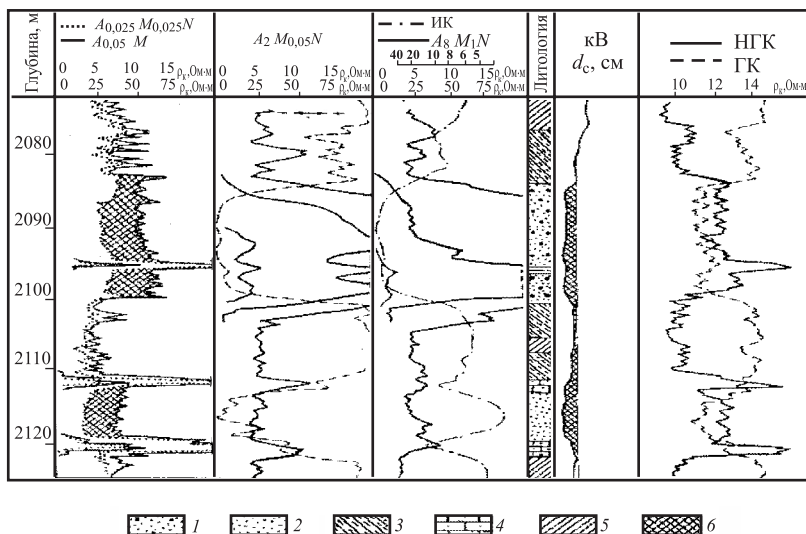 Глубина, м
A0,025 M0,025N
A0,05 M
0 5 10 15 ρк,Ом·м
0 25 50 75 ρк,Ом·м
A2 M0,05N
0 5 10 15 ρк,Ом·м
0 25 50 75 ρк,Ом·м
ИК
A8 M1N
40 20 10 8 6 5
0 5 10 15 ρк,Ом·м
0 25 50 75 ρк,Ом·м
Литология
кВ
dс, см
НГК
ГК
10 12 14 ρк,Ом·м
2080
2090
2100
2110
2120
1 2 3 4 5 6